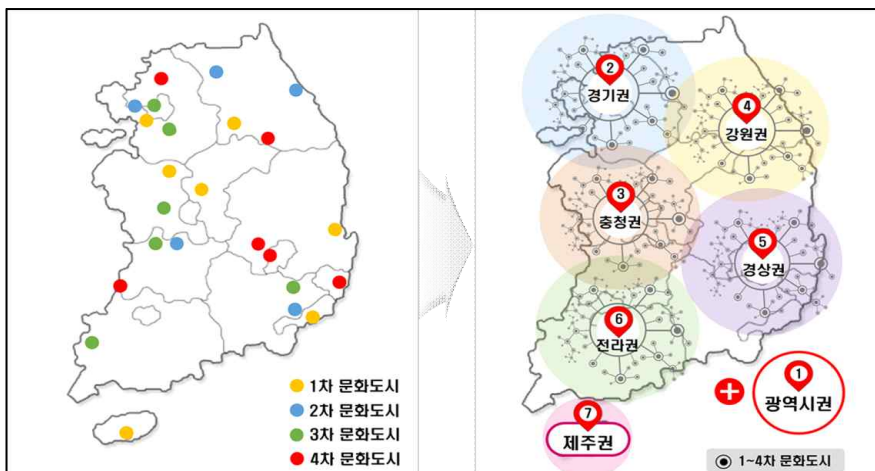 1차 문화도시
2차 문화도시
3차 문화도시
4차 문화도시
2
경기권
4
강원권
3
충청권
5
경상권
6
전라권
1
광역시권
7
제주권
1~4차 문화도시